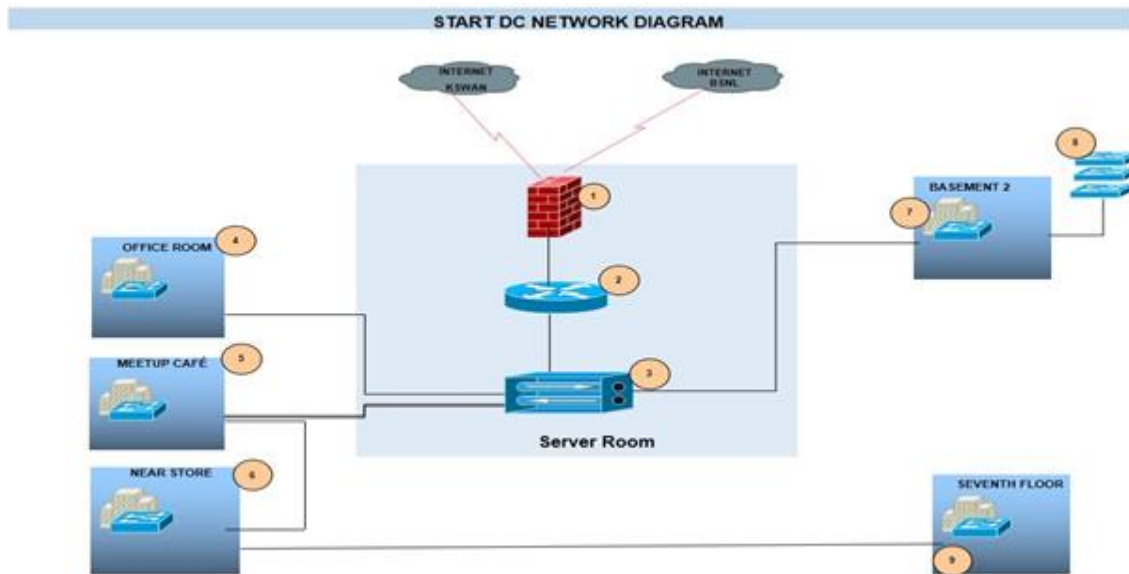 START DC NETWORK DIAGRAM
INTERNET
KSWAN
INTERNET
BSNL
8
BASEMENT 2
1
7
OFFICE ROOM
4
2
MEETUP CAFÉ
5
3
Server Room
NEAR STORE
6
SEVENTH FLOOR
9